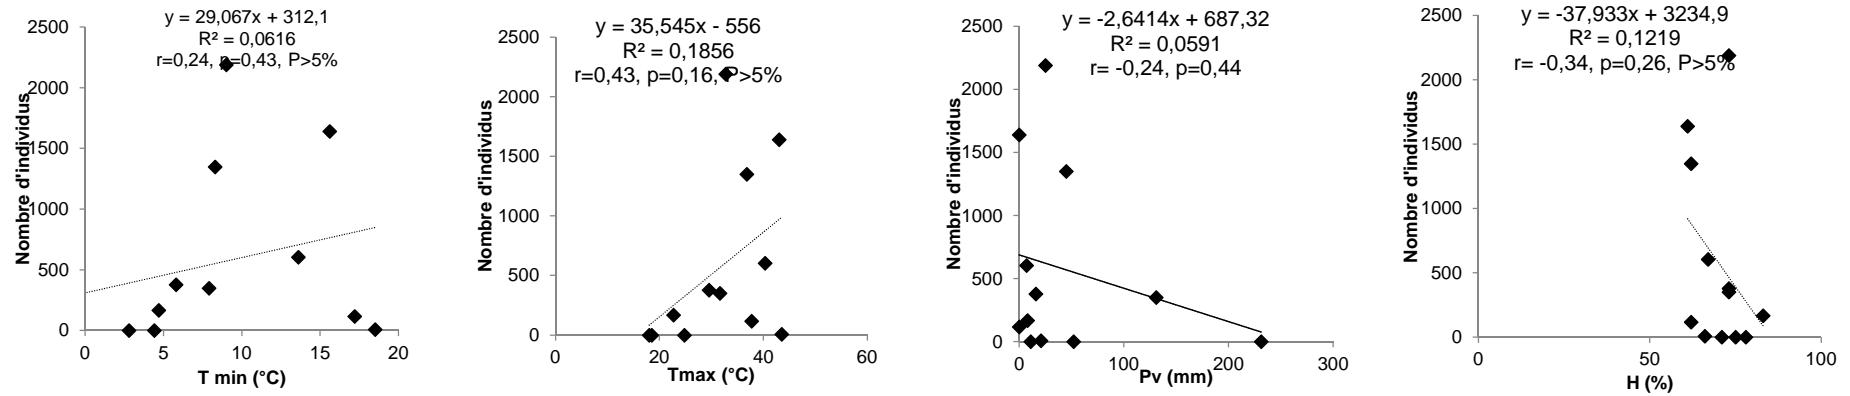 y = 29,067x + 312,1
R² = 0,0616
r=0,24, p=0,43, P>5%
2500
2000
1500
1000
500
0
0 5 10 15 20
Nombre d'individus
T min (°C)
y = 35,545x - 556
R² = 0,1856
r=0,43, p=0,16, P>5%
2500
2000
1500
1000
500
0
0 20 40 60
Nombre d'individus
Tmax (°C)
y = -2,6414x + 687,32
R² = 0,0591
r= -0,24, p=0,44
2500
2000
1500
1000
500
0
0 100 200 300
Nombre d'individus
Pv (mm)
y = -37,933x + 3234,9
R² = 0,1219
r= -0,34, p=0,26, P>5%
2500
2000
1500
1000
500
0
0 50 100
Nombre d'individus
H (%)